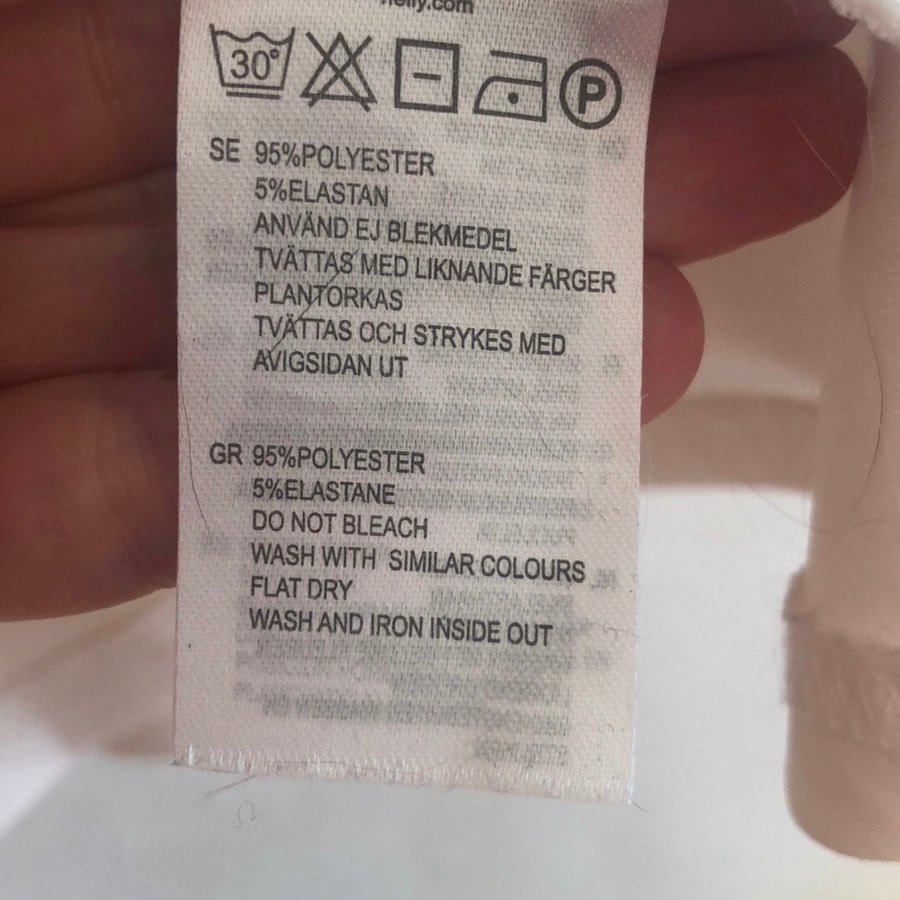 nelly.com
30°
P
SE 95%POLYESTER
5%ELASTAN
ANVÄND EJ BLEKMEDEL
TVÄTTAS MED LIKNANDE FÄRGER
PLANTORKAS
TVÄTTAS OCH STRYKES MED
AVIGSIDAN UT
GR 95%POLYESTER
5%ELASTANE
DO NOT BLEACH
WASH WITH SIMILAR COLOURS
FLAT DRY
WASH AND IRON INSIDE OUT